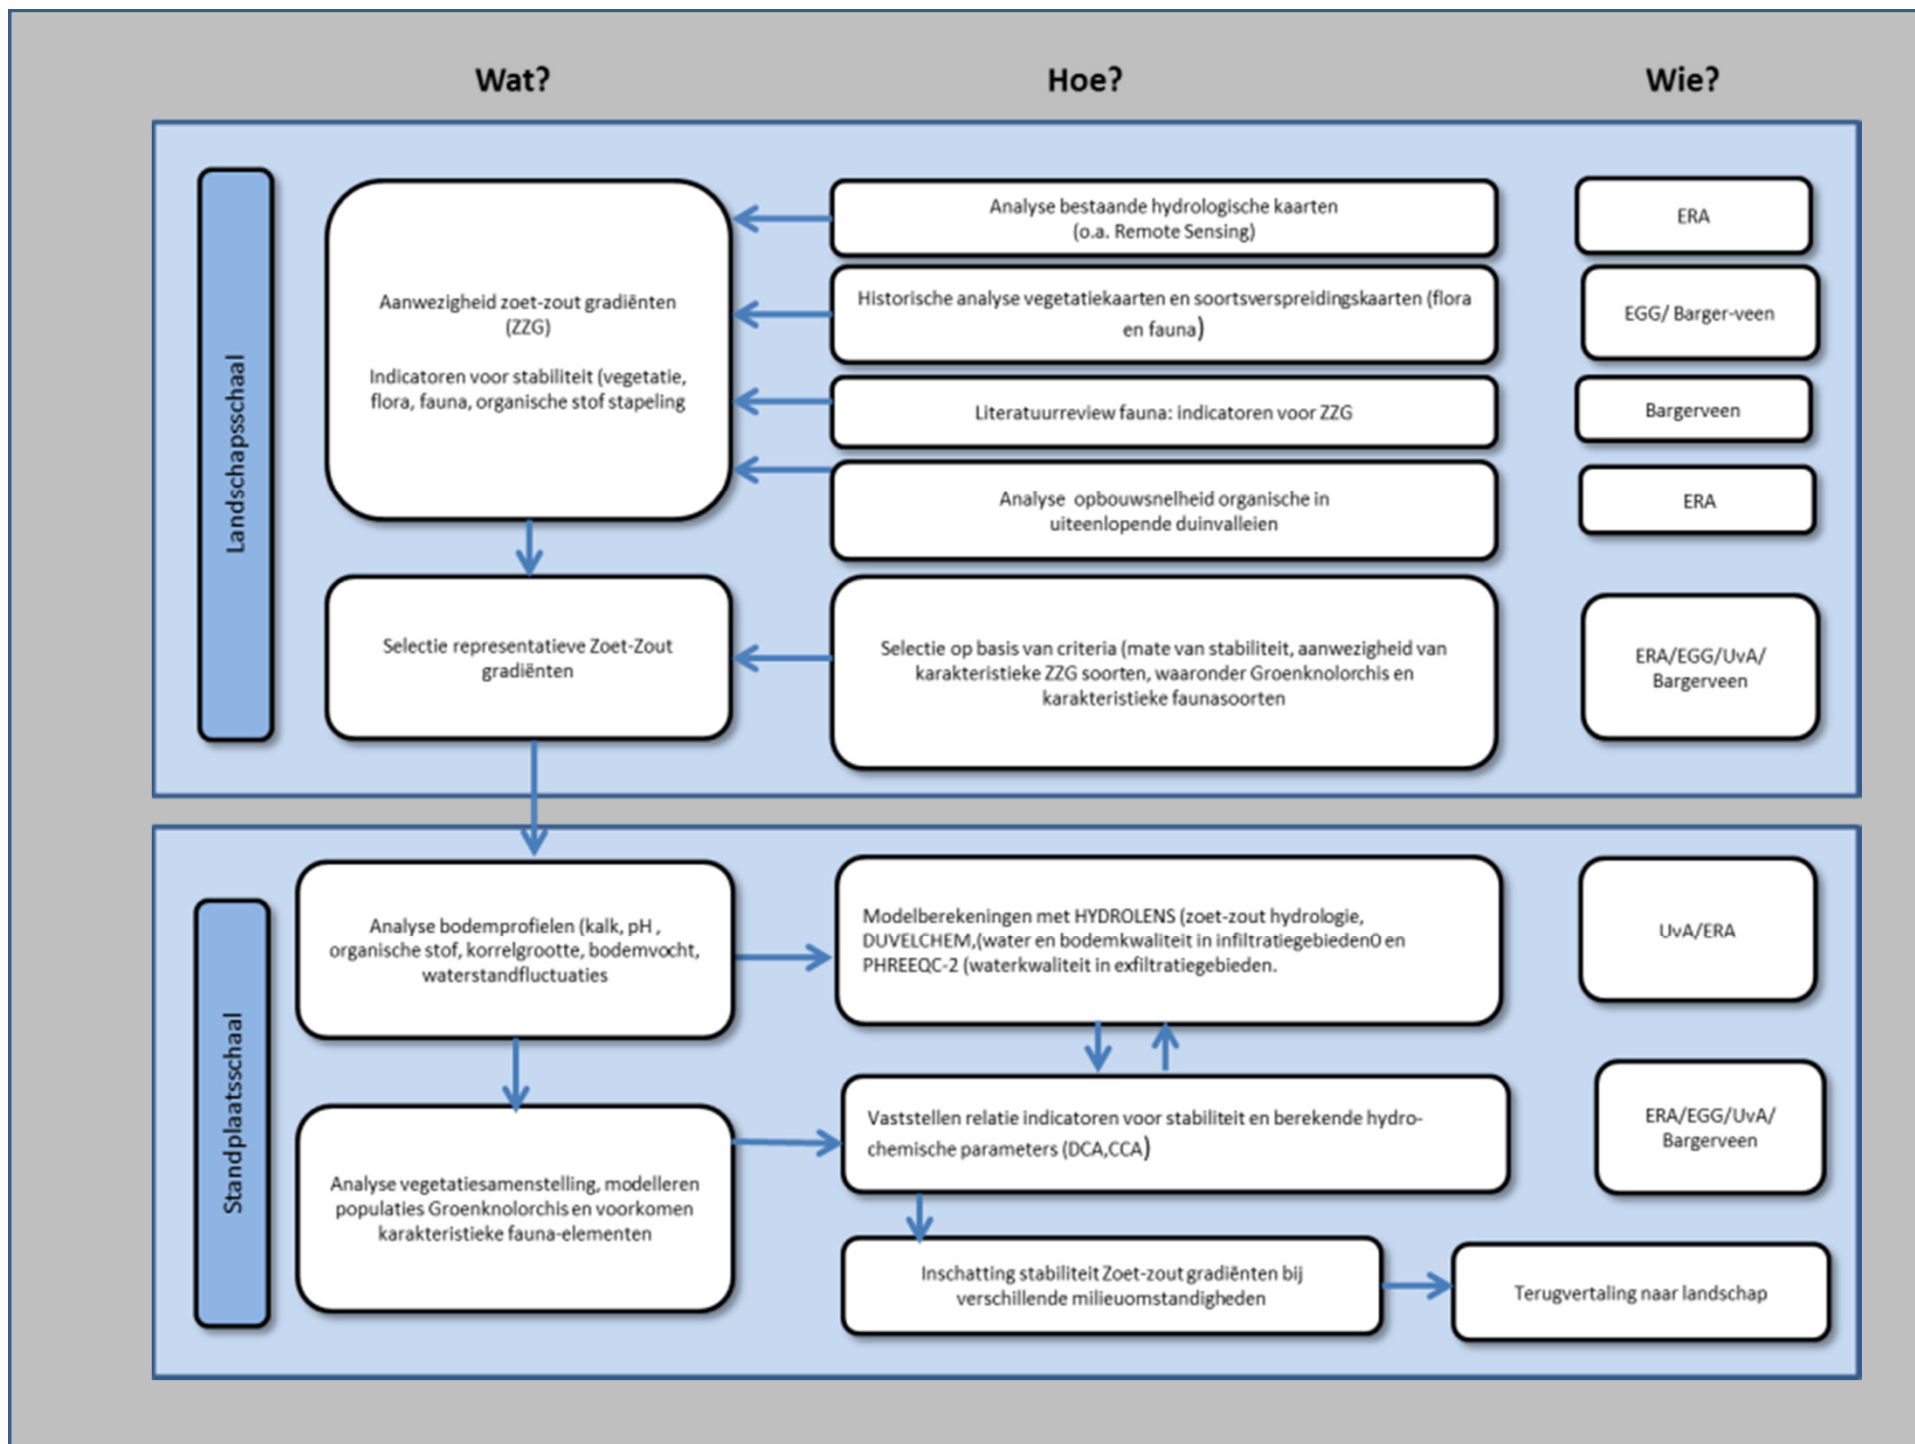 Wat?
Hoe?
Wie?
Landschapsschaal
Aanwezigheid zoet-zout gradiënten
(ZZG)
Indicatoren voor stabiliteit (vegetatie,
flora, fauna, organische stof stapeling
Analyse bestaande hydrologische kaarten
(o.a. Remote Sensing)
ERA
Historische analyse vegetatiekaarten en soortsverspreidingskaarten (flora
en fauna)
EGG/ Barger-veen
Literatuurreview fauna: indicatoren voor ZZG
Bargerveen
Analyse opbouwsnelheid organische in
uiteenlopende duinvalleien
ERA
Selectie representatieve Zoet-Zout
gradiënten
Selectie op basis van criteria (mate van stabiliteit, aanwezigheid van
karakteristieke ZZG soorten, waaronder Groenknolorchis en
karakteristieke faunasoorten
ERA/EGG/UvA/
Bargerveen
Standplaatsschaal
Analyse bodemprofielen (kalk, pH ,
organische stof, korrelgrootte, bodemvocht,
waterstandfluctuaties
Modelberekeningen met HYDROLENS (zoet-zout hydrologie,
DUVELCHEM,(water en bodemkwaliteit in infiltratiegebieden0 en
PHREEQC-2 (waterkwaliteit in exfiltratiegebieden.
UvA/ERA
Analyse vegetatiesamenstelling, modelleren
populaties Groenknolorchis en voorkomen
karakteristieke fauna-elementen
Vaststellen relatie indicatoren voor stabiliteit en berekende hydro-
chemische parameters (DCA,CCA)
ERA/EGG/UvA/
Bargerveen
Inschatting stabiliteit Zoet-zout gradiënten bij
verschillende milieuomstandigheden
Terugvertaling naar landschap